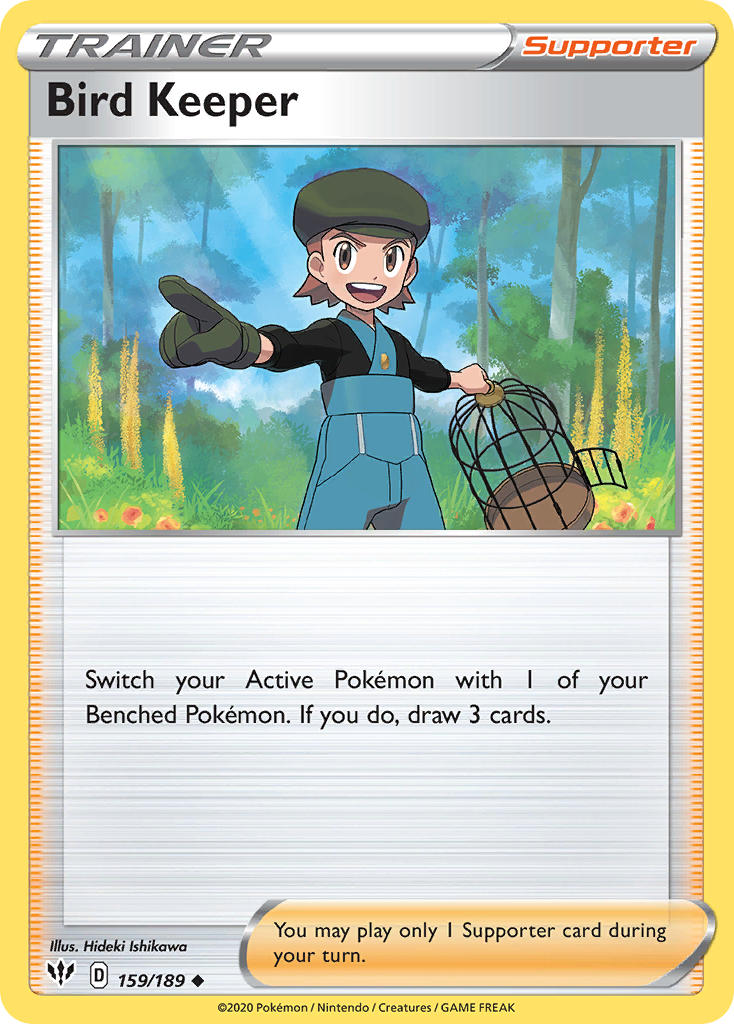 TRAINER
Supporter
Bird Keeper
Switch your Active Pokémon with 1 of your
Benched Pokémon. If you do, draw 3 cards.
You may play only 1 Supporter card during
your turn.
Illus. Hideki Ishikawa
D 159/189
©2020 Pokémon / Nintendo / Creatures / GAME FREAK